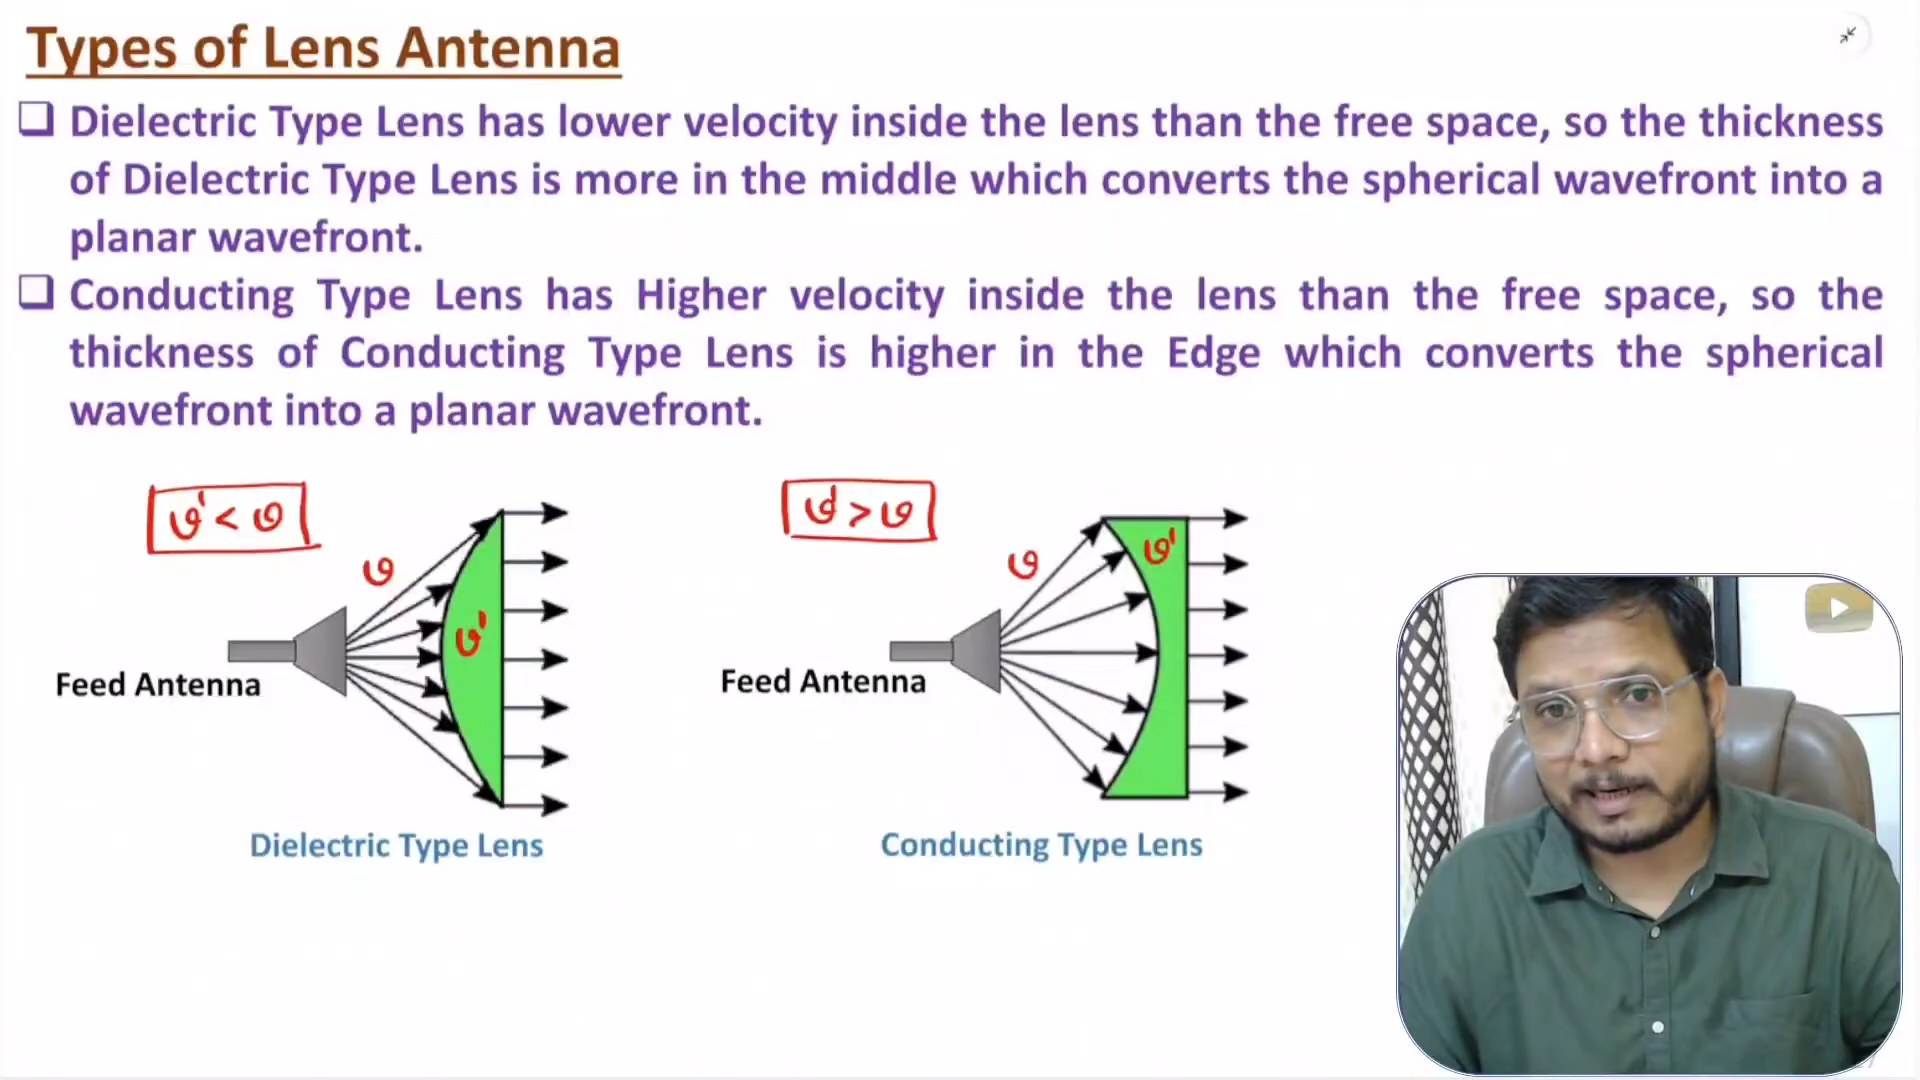 Types of Lens Antenna
Dielectric Type Lens has lower velocity inside the lens than the free space, so the thickness
of Dielectric Type Lens is more in the middle which converts the spherical wavefront into a
planar wavefront.
Conducting Type Lens has Higher velocity inside the lens than the free space, so the
thickness of Conducting Type Lens is higher in the Edge which converts the spherical
wavefront into a planar wavefront.
v' < v
v
v'
Feed Antenna
Dielectric Type Lens
v' > v
v
v'
Feed Antenna
Conducting Type Lens